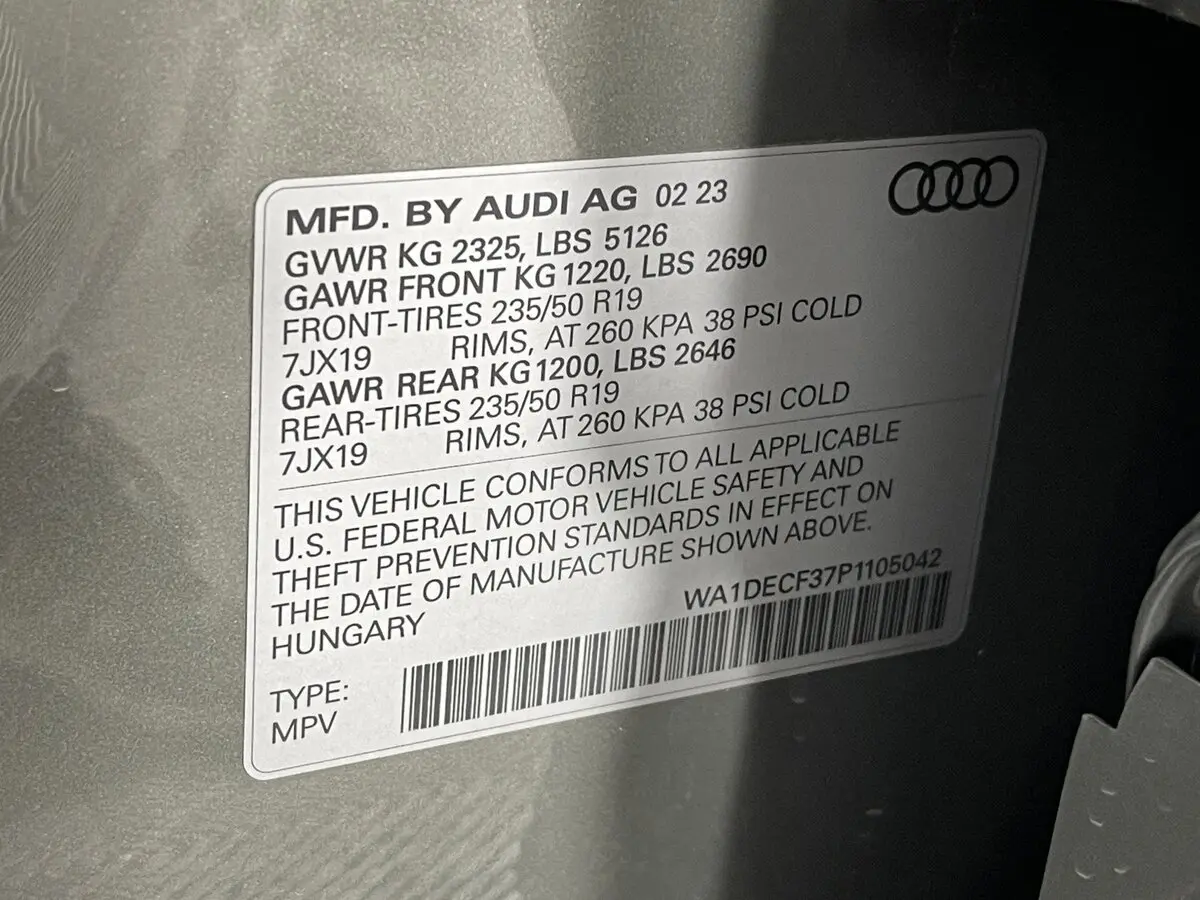 MFD. BY AUDI AG 02 23
GVWR KG 2325, LBS 5126
GAWR FRONT KG 1220, LBS 2690
FRONT-TIRES 235/50 R19
7JX19 RIMS, AT 260 KPA 38 PSI COLD
GAWR REAR KG 1200, LBS 2646
REAR-TIRES 235/50 R19
7JX19 RIMS, AT 260 KPA 38 PSI COLD
THIS VEHICLE CONFORMS TO ALL APPLICABLE
U.S. FEDERAL MOTOR VEHICLE SAFETY AND
THEFT PREVENTION STANDARDS IN EFFECT ON
THE DATE OF MANUFACTURE SHOWN ABOVE.
HUNGARY
WA1DECF37P1105042
TYPE:
MPV